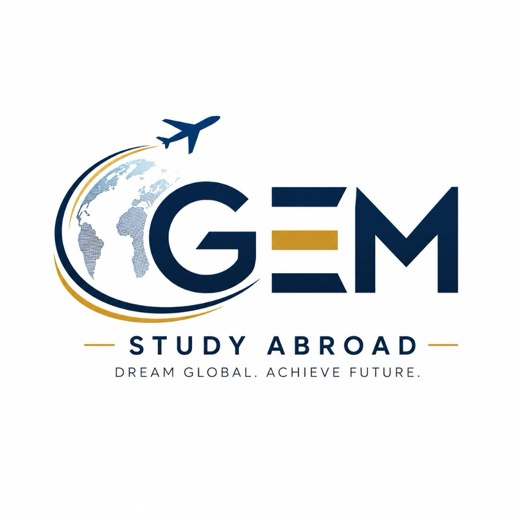 GEM
STUDY ABROAD
DREAM GLOBAL. ACHIEVE FUTURE.